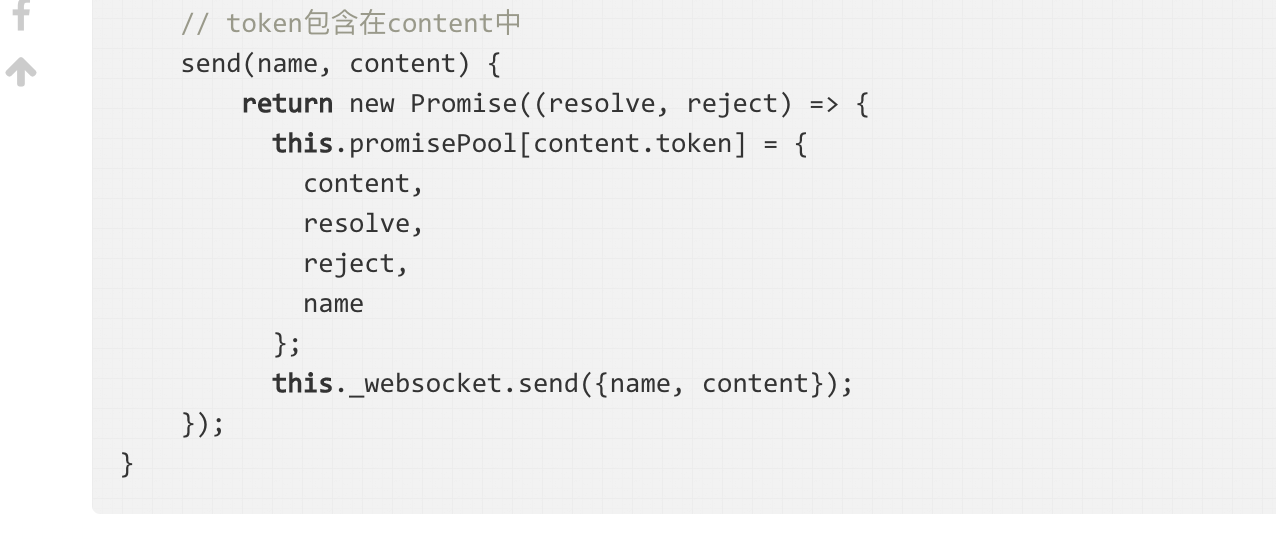 // token包含在content中
send(name, content) {
return new Promise((resolve, reject) => {
this.promisePool[content.token] = {
content,
resolve,
reject,
name
};
this._websocket.send({name, content});
});
}